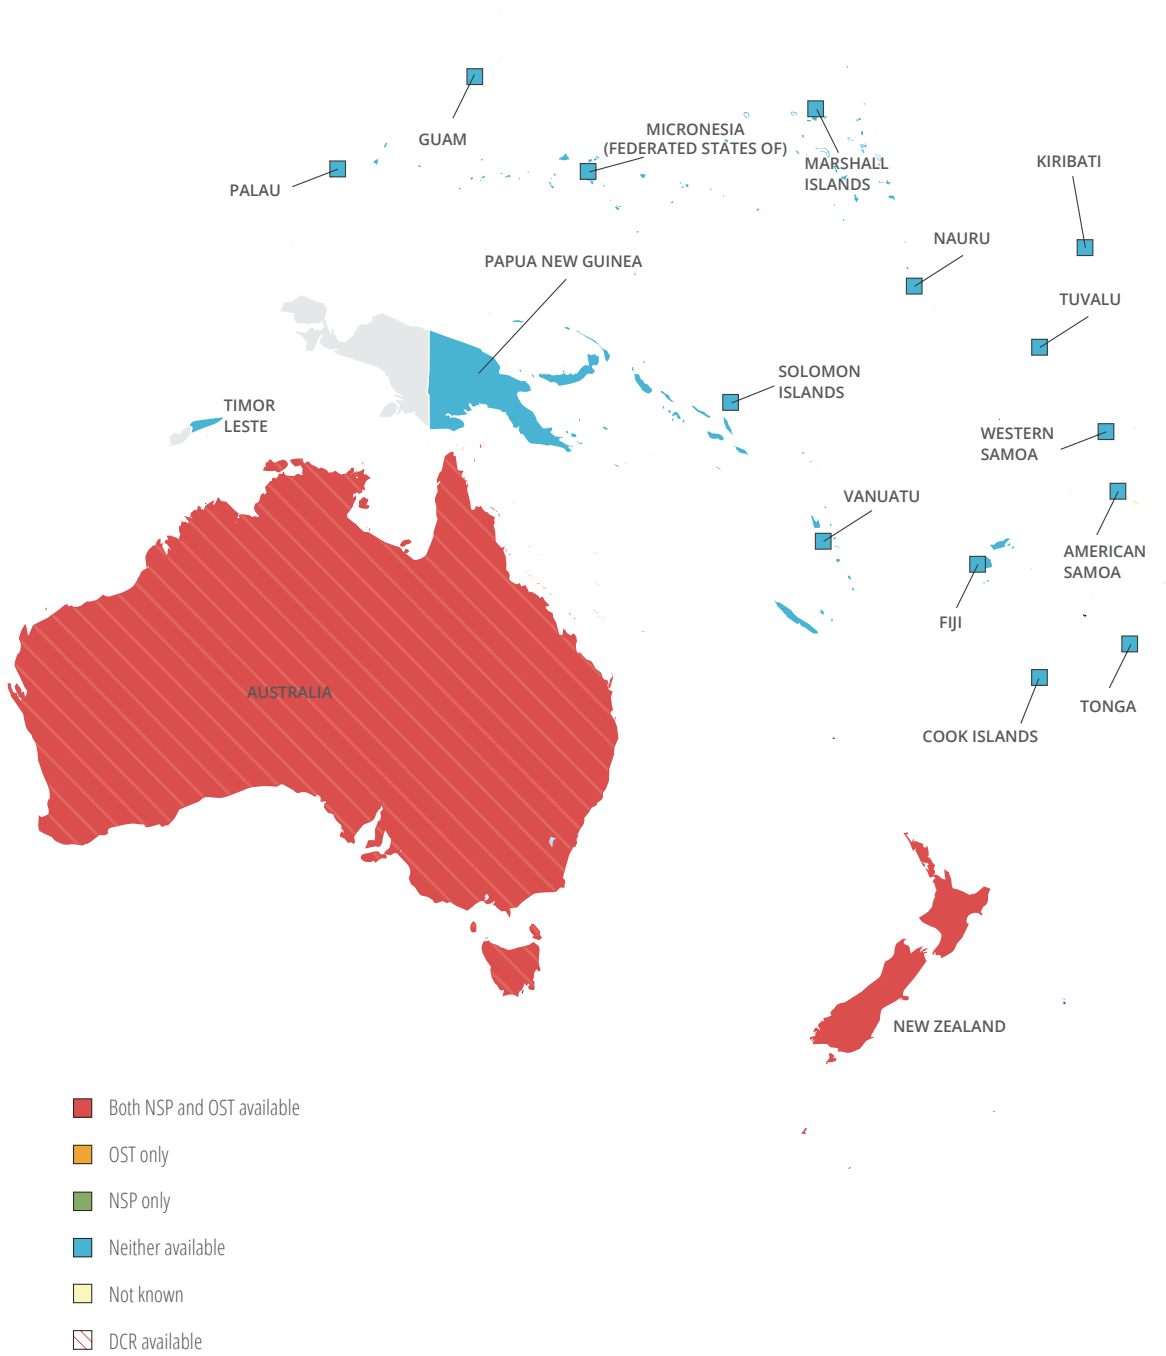 GUAM
MICRONESIA
(FEDERATED STATES OF)
MARSHALL
ISLANDS
KIRIBATI
PALAU
NAURU
PAPUA NEW GUINEA
TUVALU
SOLOMON
ISLANDS
TIMOR
LESTE
WESTERN
SAMOA
VANUATU
AMERICAN
SAMOA
FIJI
AUSTRALIA
TONGA
COOK ISLANDS
NEW ZEALAND
Both NSP and OST available
OST only
NSP only
Neither available
Not known
DCR available